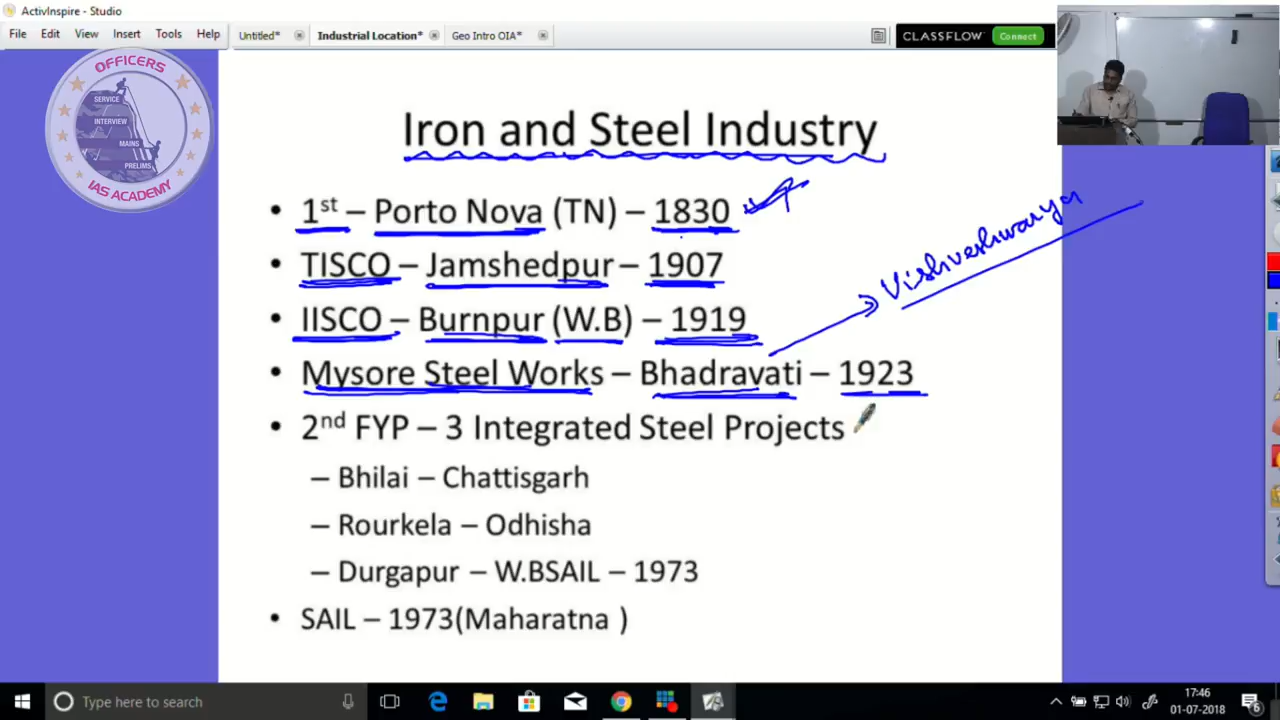 ActivInspire - Studio
File Edit View Insert Tools Help Untitled* Industrial Location* Geo Intro OIA* CLASSFLOW Connect
OFFICERS
SERVICE
INTERVIEW
MAINS
PRELIMS
IAS ACADEMY
Iron and Steel Industry
• 1st – Porto Nova (TN) – 1830
• TISCO – Jamshedpur – 1907
Vishveshwarya
• IISCO – Burnpur (W.B) – 1919
• Mysore Steel Works – Bhadravati – 1923
• 2nd FYP – 3 Integrated Steel Projects
– Bhilai – Chattisgarh
– Rourkela – Odhisha
– Durgapur – W.BSAIL – 1973
• SAIL – 1973(Maharatna )
Type here to search
17:46
01-07-2018
6